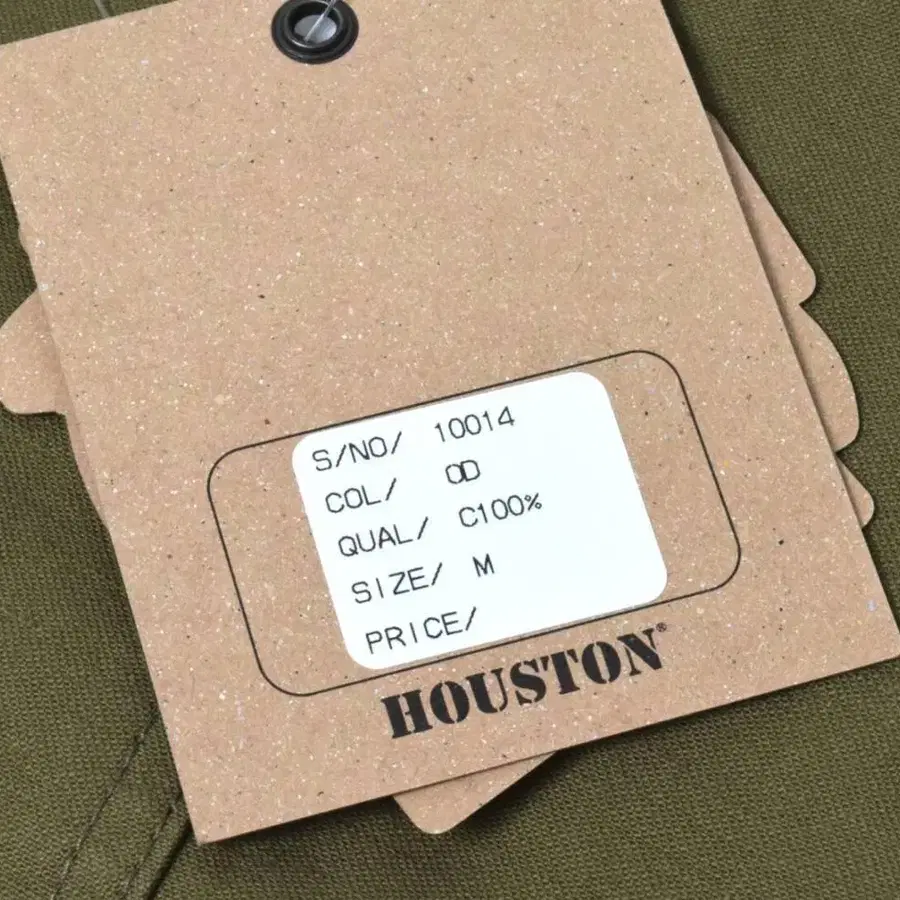 S/NO/ 10014
COL/ OD
QUAL/ C100%
SIZE/ M
PRICE/
HOUSTON®